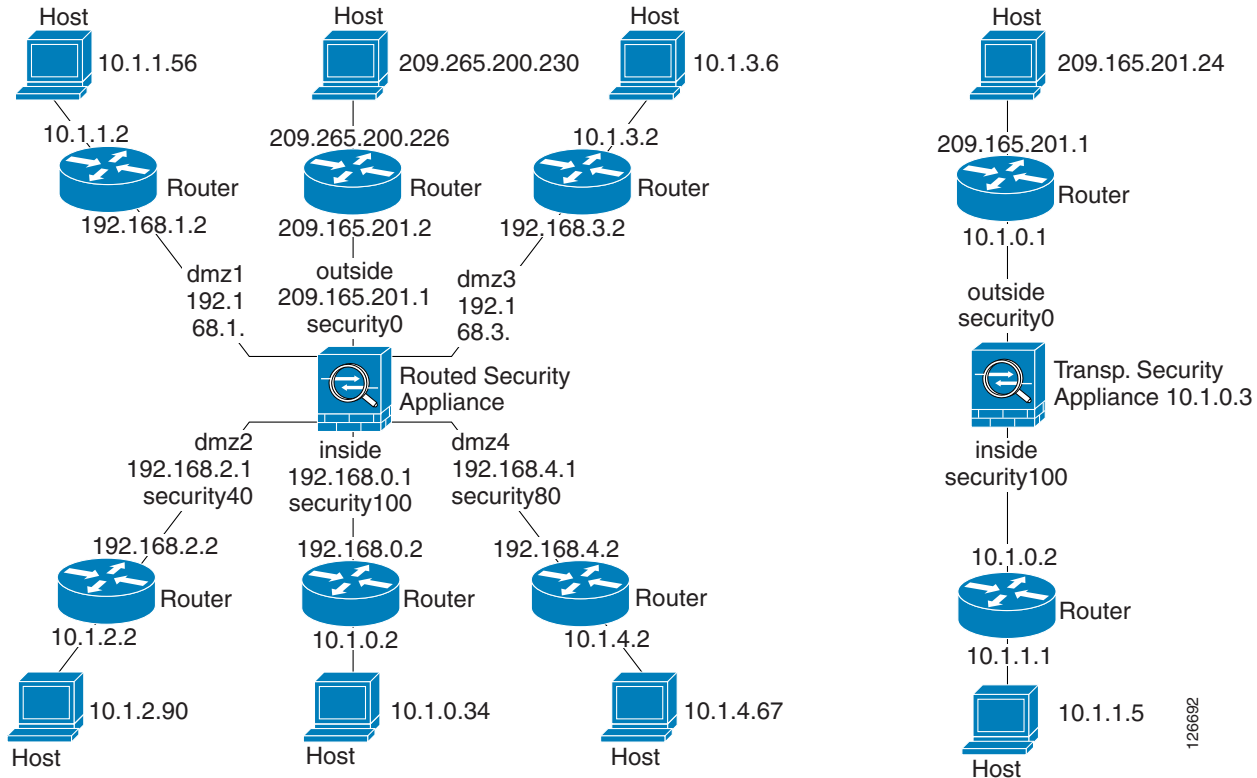 Host
10.1.1.56
10.1.1.2
Router
192.168.1.2
dmz1
192.1
68.1.
Host
209.265.200.230
209.265.200.226
Router
209.165.201.2
outside
209.165.201.1
security0
Host
10.1.3.6
10.1.3.2
Router
192.168.3.2
dmz3
192.1
68.3.
Routed Security
Appliance
dmz2
192.168.2.1
security40
192.168.2.2
Router
10.1.2.2
10.1.2.90
Host
inside
192.168.0.1
security100
192.168.0.2
Router
10.1.0.2
10.1.0.34
Host
dmz4
192.168.4.1
security80
192.168.4.2
Router
10.1.4.2
10.1.4.67
Host
Host
209.165.201.24
209.165.201.1
Router
10.1.0.1
outside
security0
Transp. Security
Appliance 10.1.0.3
inside
security100
10.1.0.2
Router
10.1.1.1
10.1.1.5
Host
126692